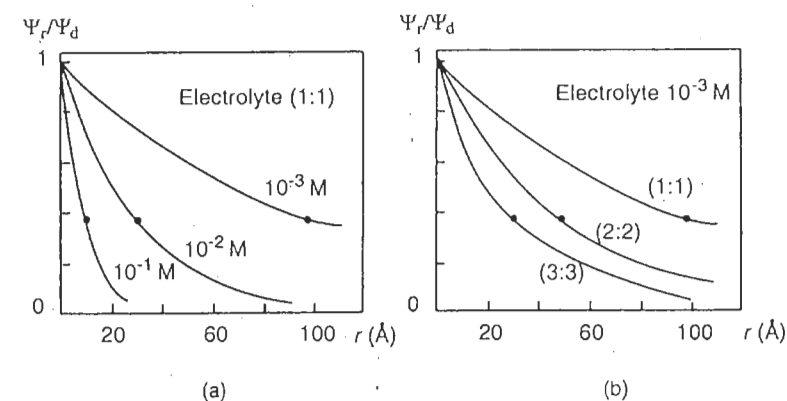 Ψr/Ψd
1
Electrolyte (1:1)
10-3 M
10-2 M
10-1 M
0
20
60
100
r (Å)
(a)
Ψr/Ψd
1
Electrolyte 10-3 M
(1:1)
(2:2)
(3:3)
0
20
60
100
r (Å)
(b)